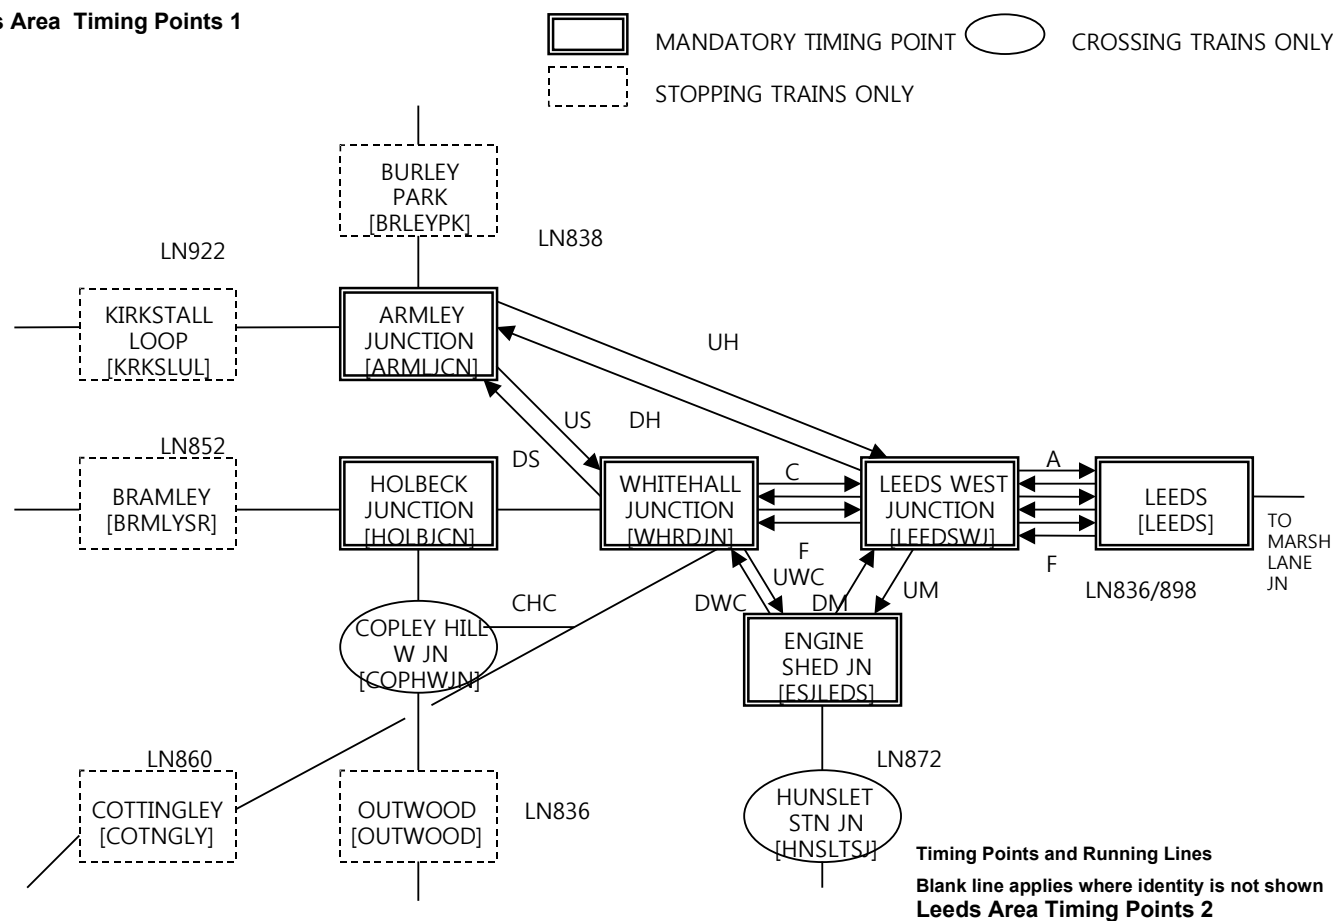 s Area Timing Points 1
MANDATORY TIMING POINT
CROSSING TRAINS ONLY
STOPPING TRAINS ONLY
BURLEY
PARK
[BRLEYPK]
LN838
LN922
KIRKSTALL
LOOP
[KRKSLUL]
ARMLEY
JUNCTION
[ARMLJCN]
UH
US
DH
DS
LN852
BRAMLEY
[BRMLYSR]
HOLBECK
JUNCTION
[HOLBJCN]
WHITEHALL
JUNCTION
[WHRDJN]
C
F
LEEDS WEST
JUNCTION
[LEEDSWJ]
A
F
LEEDS
[LEEDS]
TO
MARSH
LANE
JN
LN836/898
UWC
DWC
DM
UM
CHC
COPLEY HILL
W JN
[COPHWJN]
ENGINE
SHED JN
[ESJLEDS]
LN860
COTTINGLEY
[COTNGLY]
OUTWOOD
[OUTWOOD]
LN836
LN872
HUNSLET
STN JN
[HNSLTSJ]
Timing Points and Running Lines
Blank line applies where identity is not shown
Leeds Area Timing Points 2